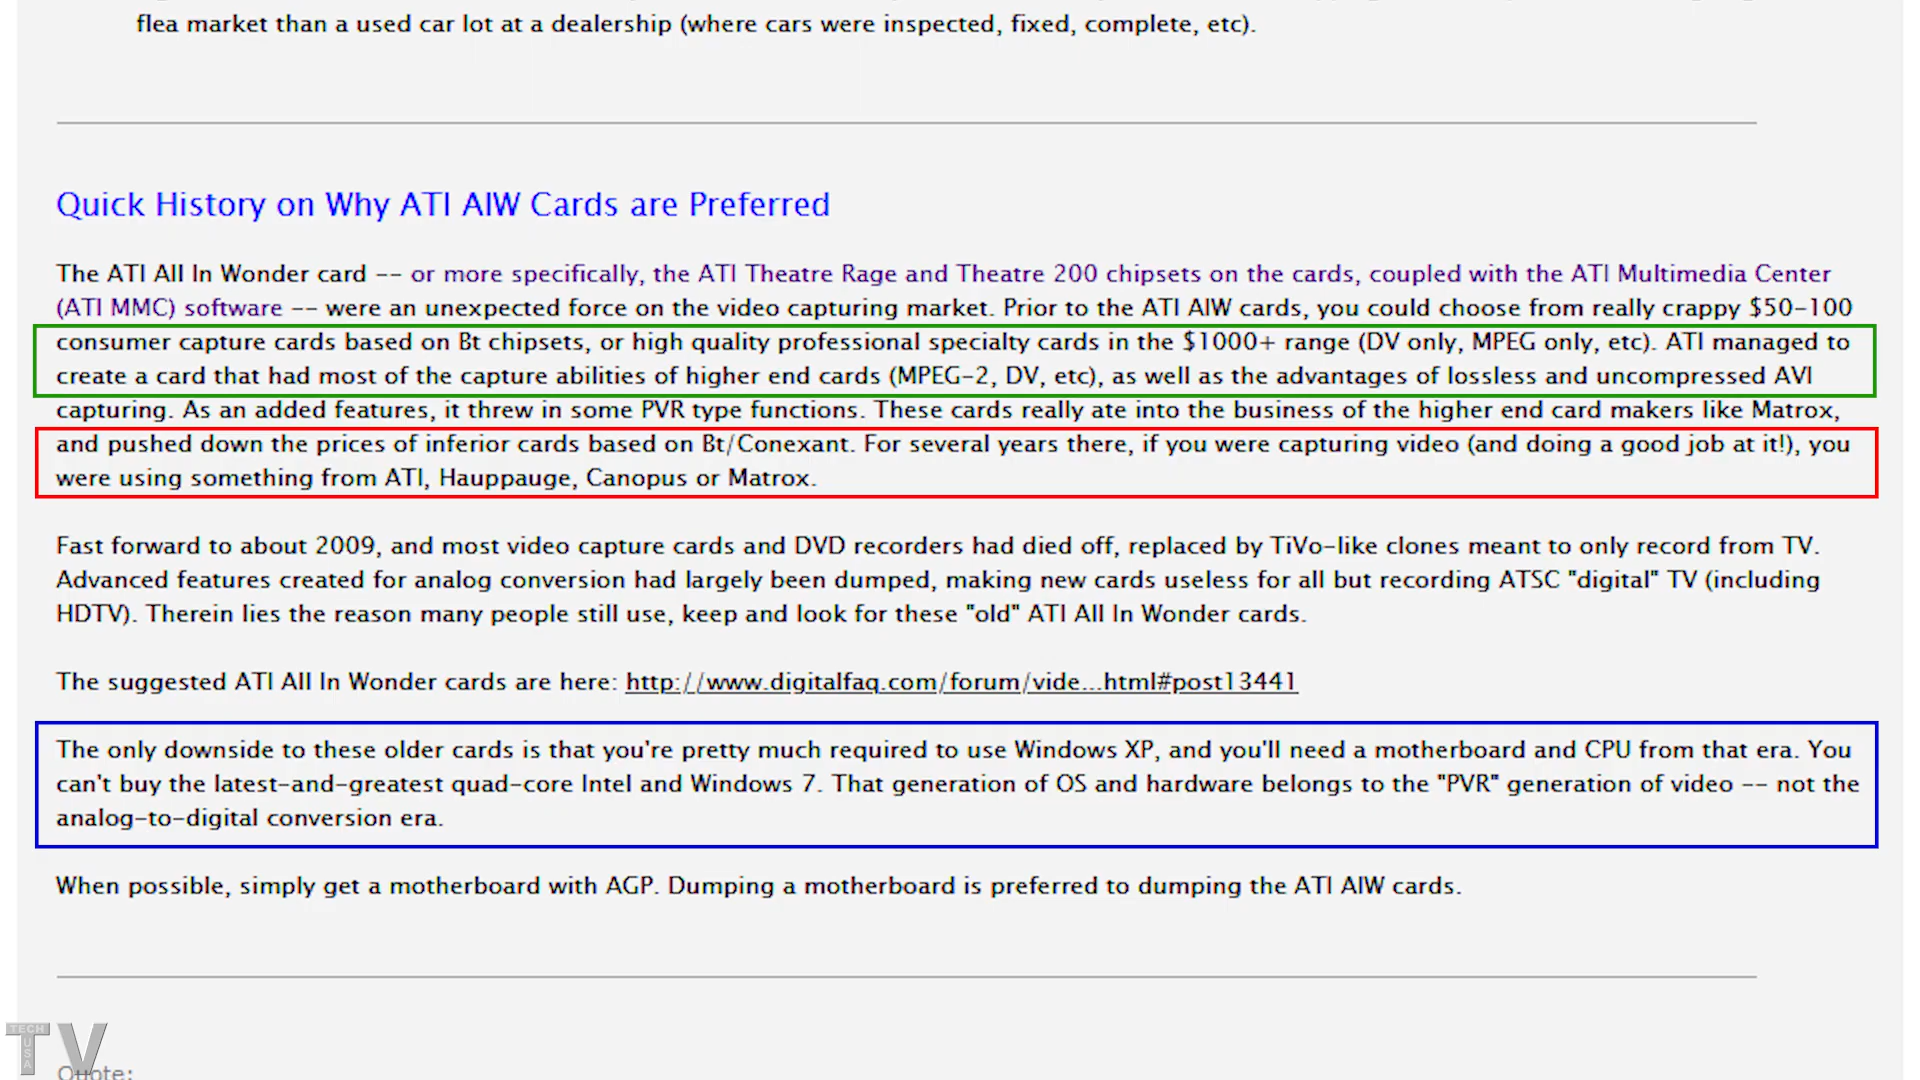 flea market than a used car lot at a dealership (where cars were inspected, fixed, complete, etc).
Quick History on Why ATI AIW Cards are Preferred
The ATI All In Wonder card -- or more specifically, the ATI Theatre Rage and Theatre 200 chipsets on the cards, coupled with the ATI Multimedia Center
(ATI MMC) software -- were an unexpected force on the video capturing market. Prior to the ATI AIW cards, you could choose from really crappy $50-100
consumer capture cards based on Bt chipsets, or high quality professional specialty cards in the $1000+ range (DV only, MPEG only, etc). ATI managed to
create a card that had most of the capture abilities of higher end cards (MPEG-2, DV, etc), as well as the advantages of lossless and uncompressed AVI
capturing. As an added features, it threw in some PVR type functions. These cards really ate into the business of the higher end card makers like Matrox,
and pushed down the prices of inferior cards based on Bt/Conexant. For several years there, if you were capturing video (and doing a good job at it!), you
were using something from ATI, Hauppauge, Canopus or Matrox.
Fast forward to about 2009, and most video capture cards and DVD recorders had died off, replaced by TiVo-like clones meant to only record from TV.
Advanced features created for analog conversion had largely been dumped, making new cards useless for all but recording ATSC "digital" TV (including
HDTV). Therein lies the reason many people still use, keep and look for these "old" ATI All In Wonder cards.
The suggested ATI All In Wonder cards are here: http://www.digitalfaq.com/forum/vide...html#post13441
The only downside to these older cards is that you're pretty much required to use Windows XP, and you'll need a motherboard and CPU from that era. You
can't buy the latest-and-greatest quad-core Intel and Windows 7. That generation of OS and hardware belongs to the "PVR" generation of video -- not the
analog-to-digital conversion era.
When possible, simply get a motherboard with AGP. Dumping a motherboard is preferred to dumping the ATI AIW cards.
TECH USA TV
Quote: